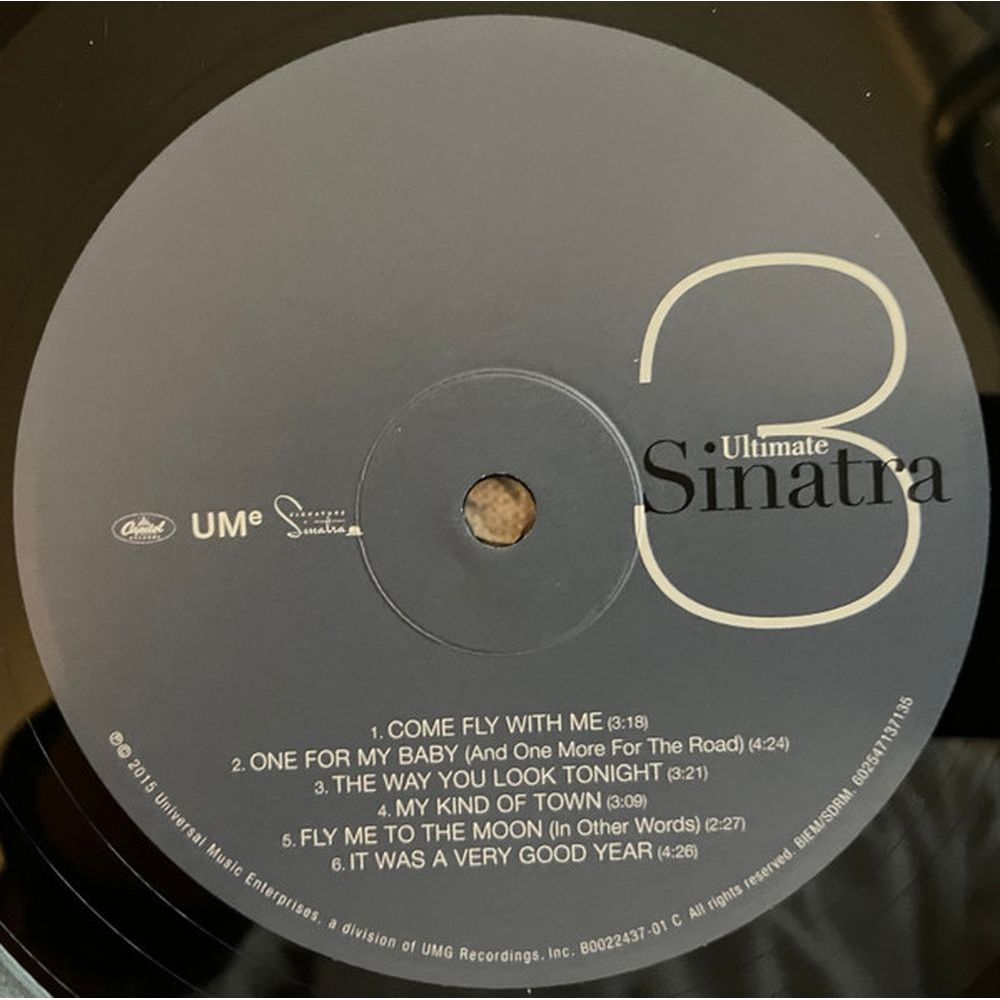 3
Ultimate
Sinatra
Capitol
RECORDS
UMe
SIGNATURE
Sinatra
1. COME FLY WITH ME (3:18)
2. ONE FOR MY BABY (And One More For The Road) (4:24)
3. THE WAY YOU LOOK TONIGHT (3:21)
4. MY KIND OF TOWN (3:09)
5. FLY ME TO THE MOON (In Other Words) (2:27)
6. IT WAS A VERY GOOD YEAR (4:26)
℗© 2015 Universal Music Enterprises, a division of UMG Recordings, Inc. B0022437-01 C All rights reserved. BIEM/SDRM. 602547137135